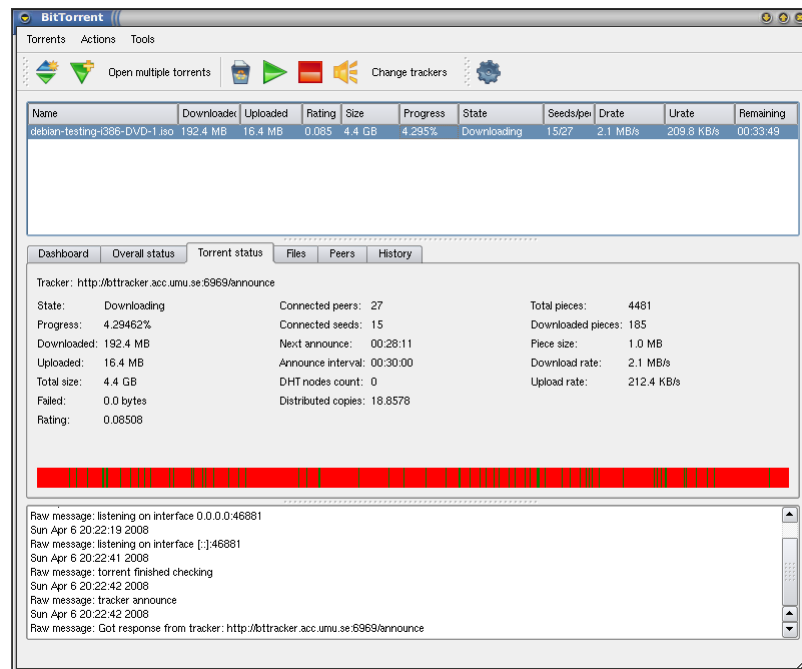 BitTorrent
Torrents Actions Tools
Open multiple torrents Change trackers
Name Downloaded Uploaded Rating Size Progress State Seeds/pe Drate Urate Remaining
debian-testing-i386-DVD-1.iso 192.4 MB 16.4 MB 0.085 4.4 GB 4.295% Downloading 15/27 2.1 MB/s 209.8 KB/s 00:33:49
Dashboard Overall status Torrent status Files Peers History
Tracker: http://bttracker.acc.umu.se:6969/announce
State: Downloading Connected peers: 27 Total pieces: 4481
Progress: 4.29462% Connected seeds: 15 Downloaded pieces: 185
Downloaded: 192.4 MB Next announce: 00:28:11 Piece size: 1.0 MB
Uploaded: 16.4 MB Announce interval: 00:30:00 Download rate: 2.1 MB/s
Total size: 4.4 GB DHT nodes count: 0 Upload rate: 212.4 KB/s
Failed: 0.0 bytes Distributed copies: 18.8578
Rating: 0.08508
Raw message: listening on interface 0.0.0.0:46881
Sun Apr 6 20:22:19 2008
Raw message: listening on interface [::]:46881
Sun Apr 6 20:22:41 2008
Raw message: torrent finished checking
Sun Apr 6 20:22:42 2008
Raw message: tracker announce
Sun Apr 6 20:22:42 2008
Raw message: Got response from tracker: http://bttracker.acc.umu.se:6969/announce